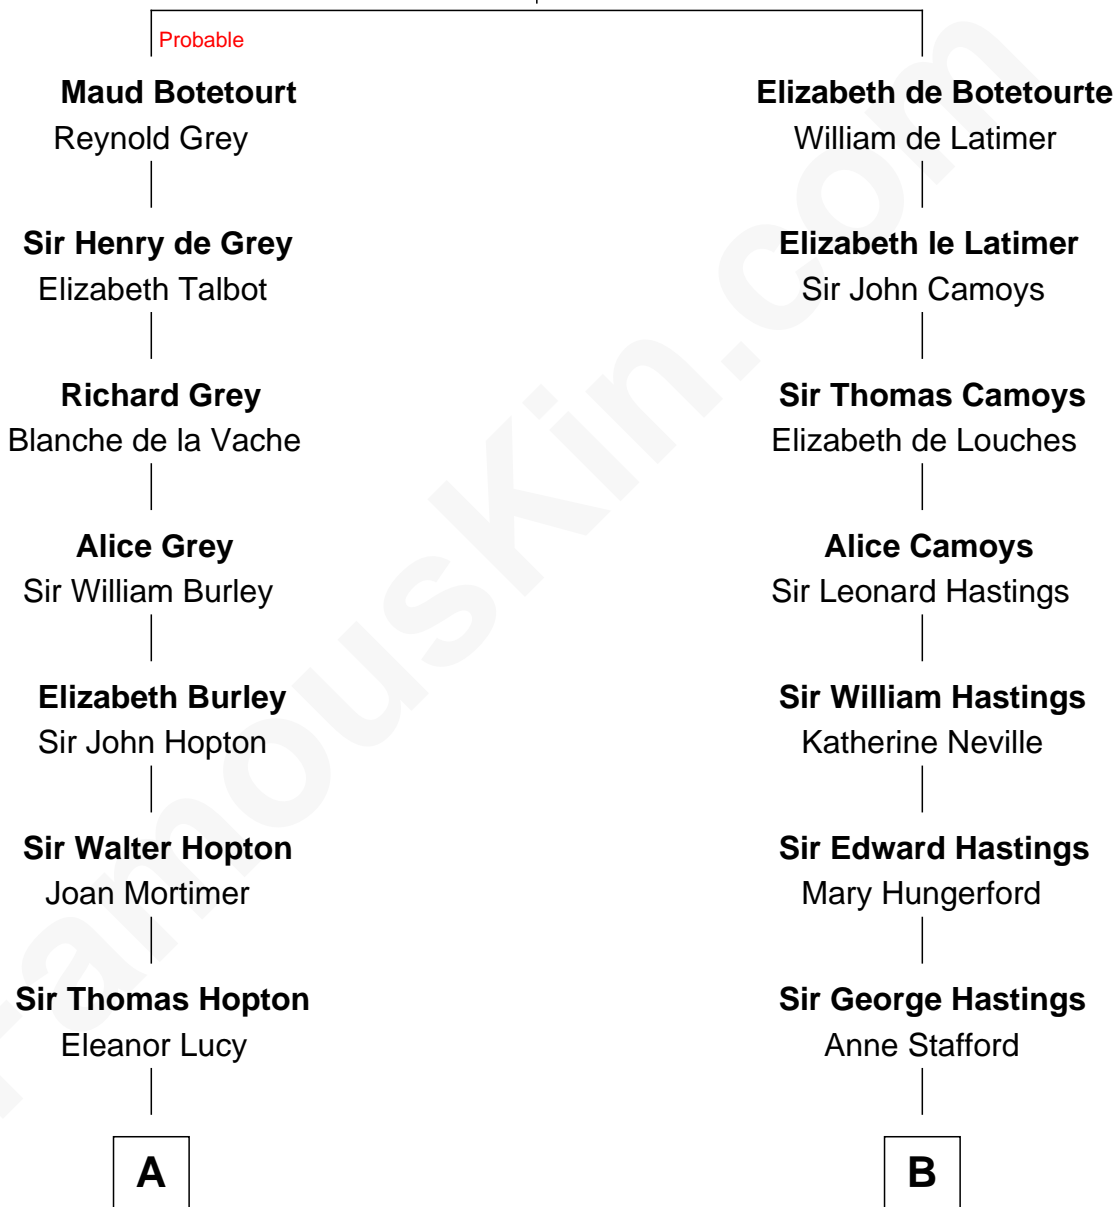 Probable
Maud Botetourt
Reynold Grey
Elizabeth de Botetourte
William de Latimer
Sir Henry de Grey
Elizabeth Talbot
Elizabeth le Latimer
Sir John Camoys
Richard Grey
Blanche de la Vache
Sir Thomas Camoys
Elizabeth de Louches
Alice Grey
Sir William Burley
Alice Camoys
Sir Leonard Hastings
Elizabeth Burley
Sir John Hopton
Sir William Hastings
Katherine Neville
Sir Walter Hopton
Joan Mortimer
Sir Edward Hastings
Mary Hungerford
Sir Thomas Hopton
Eleanor Lucy
Sir George Hastings
Anne Stafford
A
B
FamousKin.com